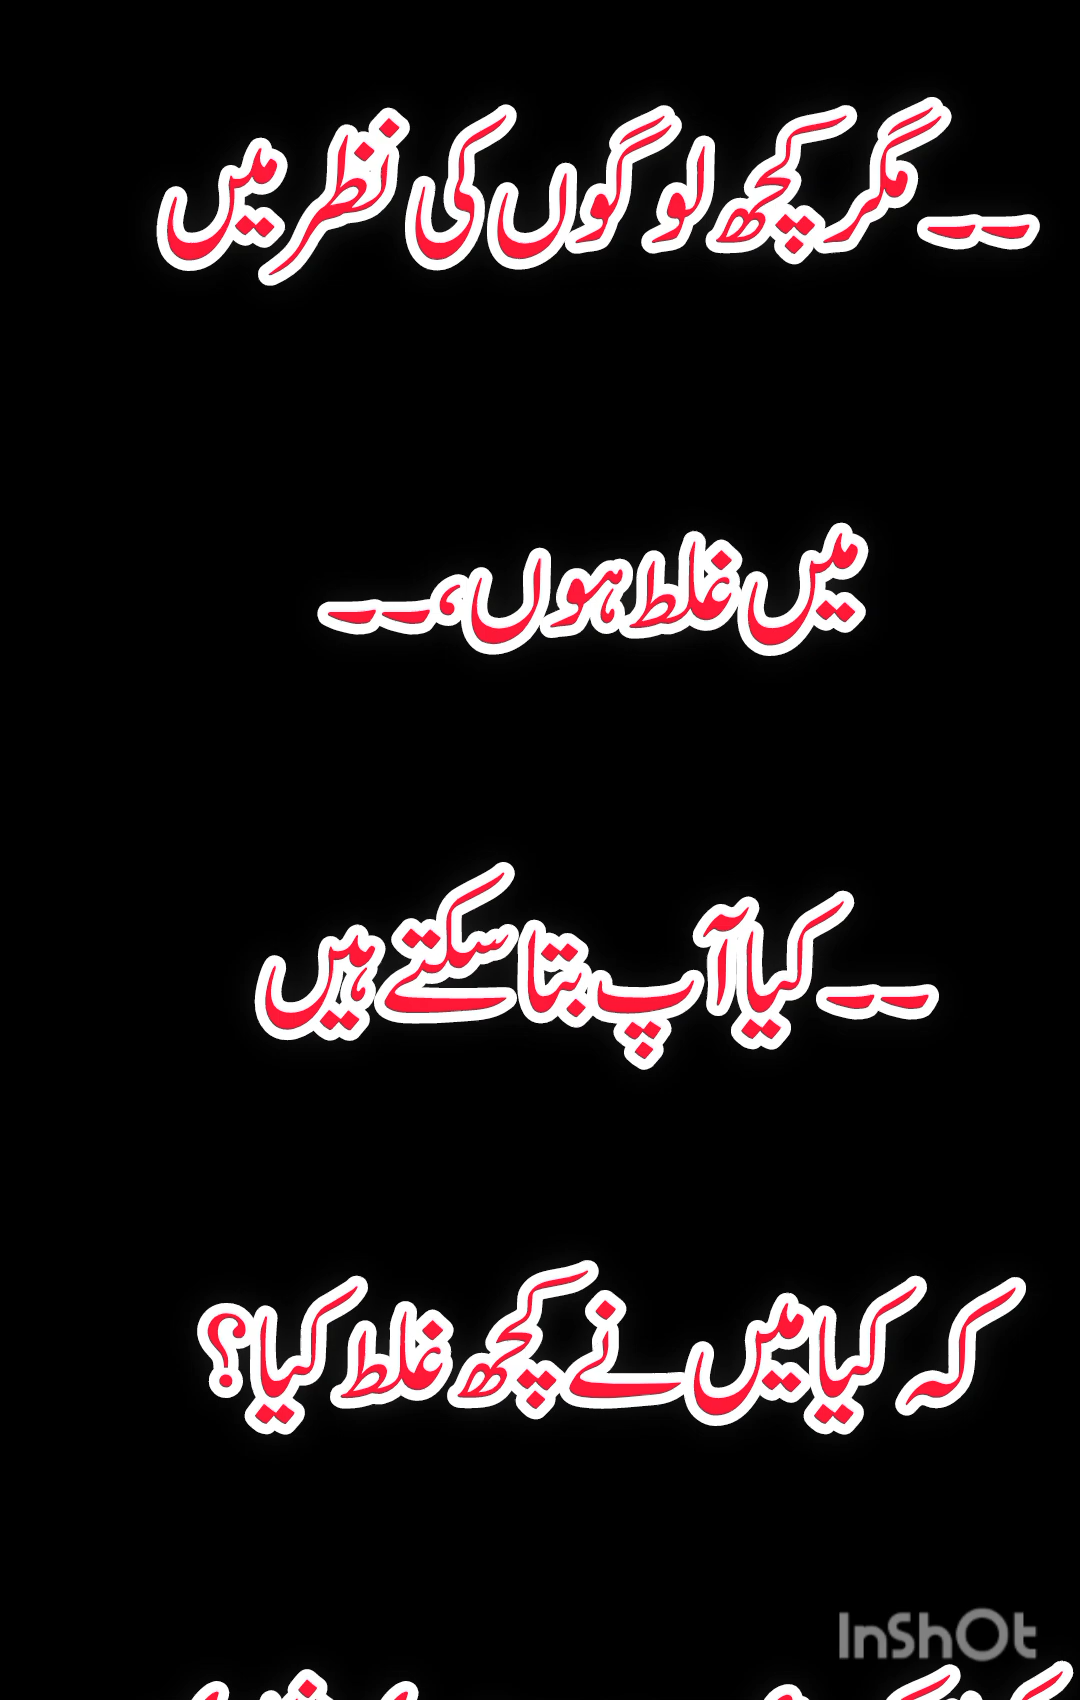 ۔۔مگر کچھ لوگوں کی نظر میں
میں غلط ہوں،۔۔
۔۔کیا آپ بتا سکتے ہیں
کہ کیا میں نے کچھ غلط کیا؟
InShOt